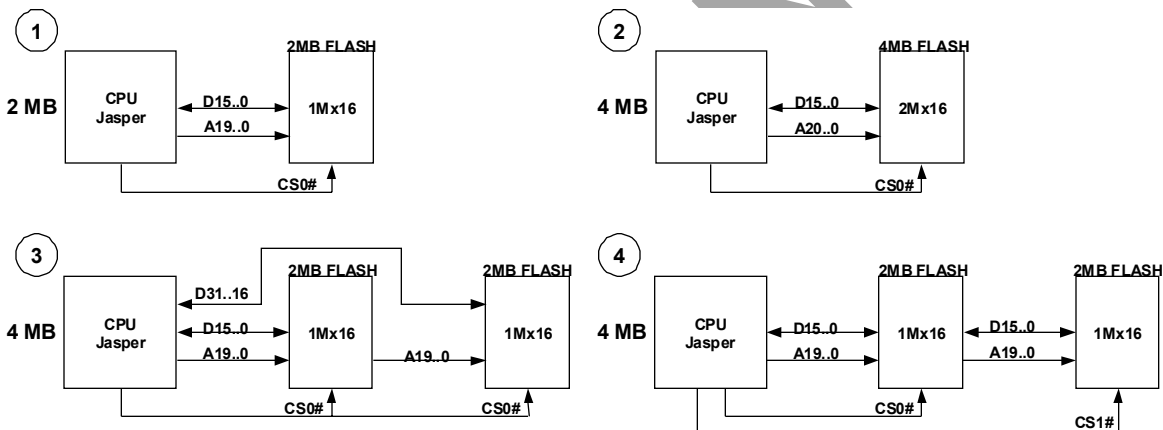 1
2MB FLASH
2 MB
CPU
Jasper
D15..0
A19..0
1Mx16
CS0#
2
4MB FLASH
4 MB
CPU
Jasper
D15..0
A20..0
2Mx16
CS0#
3
2MB FLASH
2MB FLASH
4 MB
CPU
Jasper
D31..16
D15..0
A19..0
1Mx16
A19..0
1Mx16
CS0#
CS0#
4
2MB FLASH
2MB FLASH
4 MB
CPU
Jasper
D15..0
A19..0
1Mx16
D15..0
A19..0
1Mx16
CS0#
CS1#